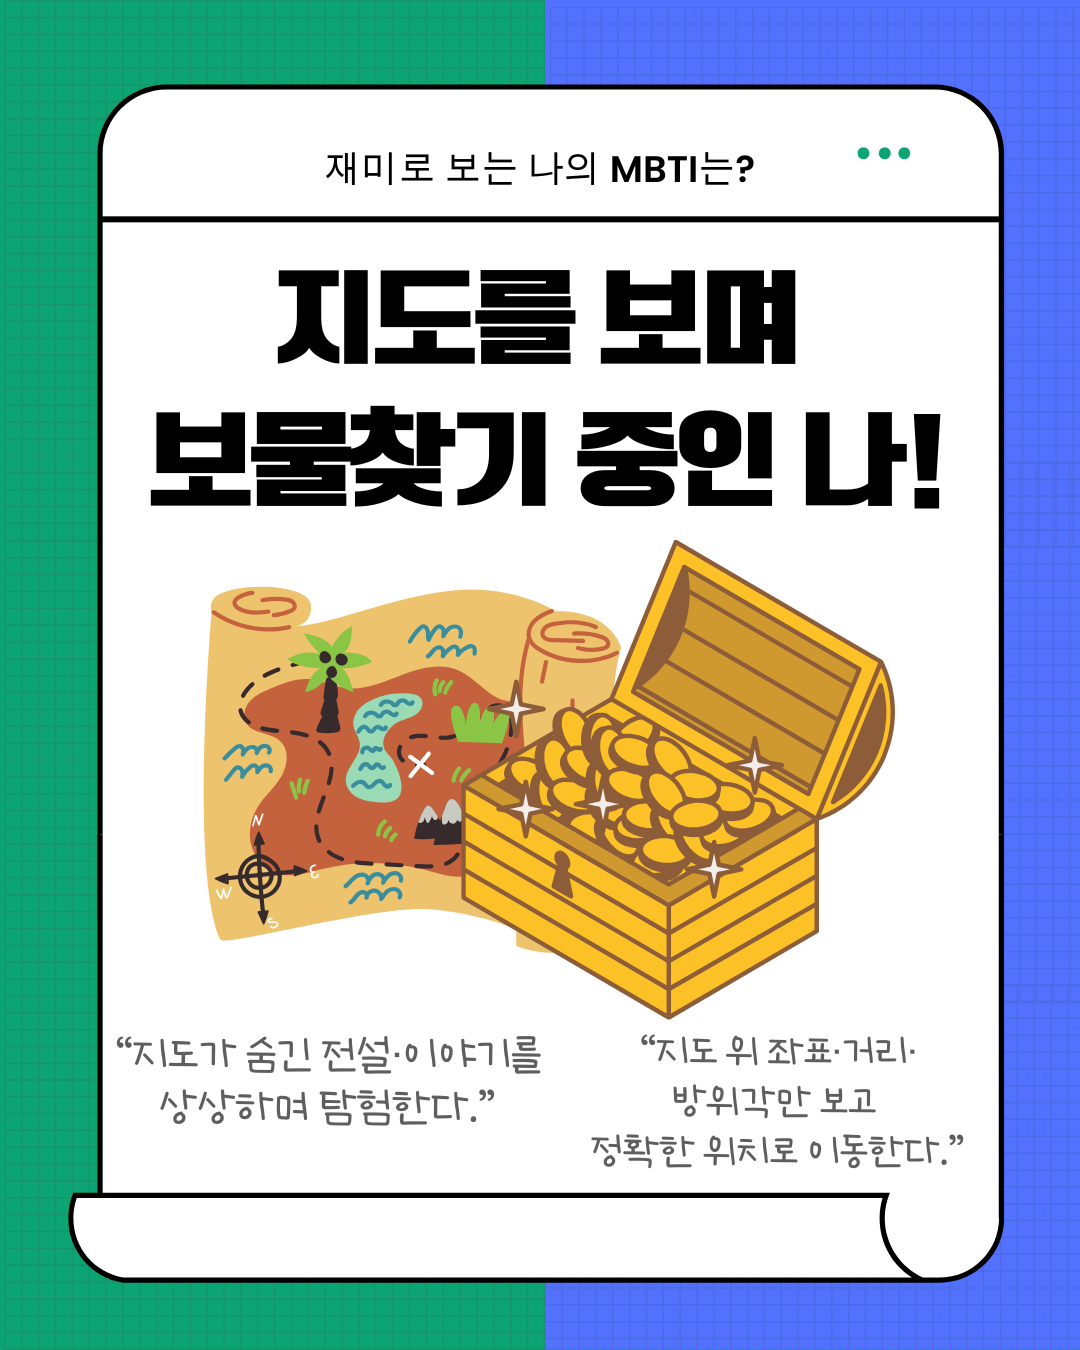 재미로 보는 나의 MBTI는?
지도를 보며
보물찾기 중인 나!
N
W
E
S
“지도가 숨긴 전설·이야기를
상상하며 탐험한다.”
“지도 위 좌표·거리·
방위각만 보고
정확한 위치로 이동한다.”